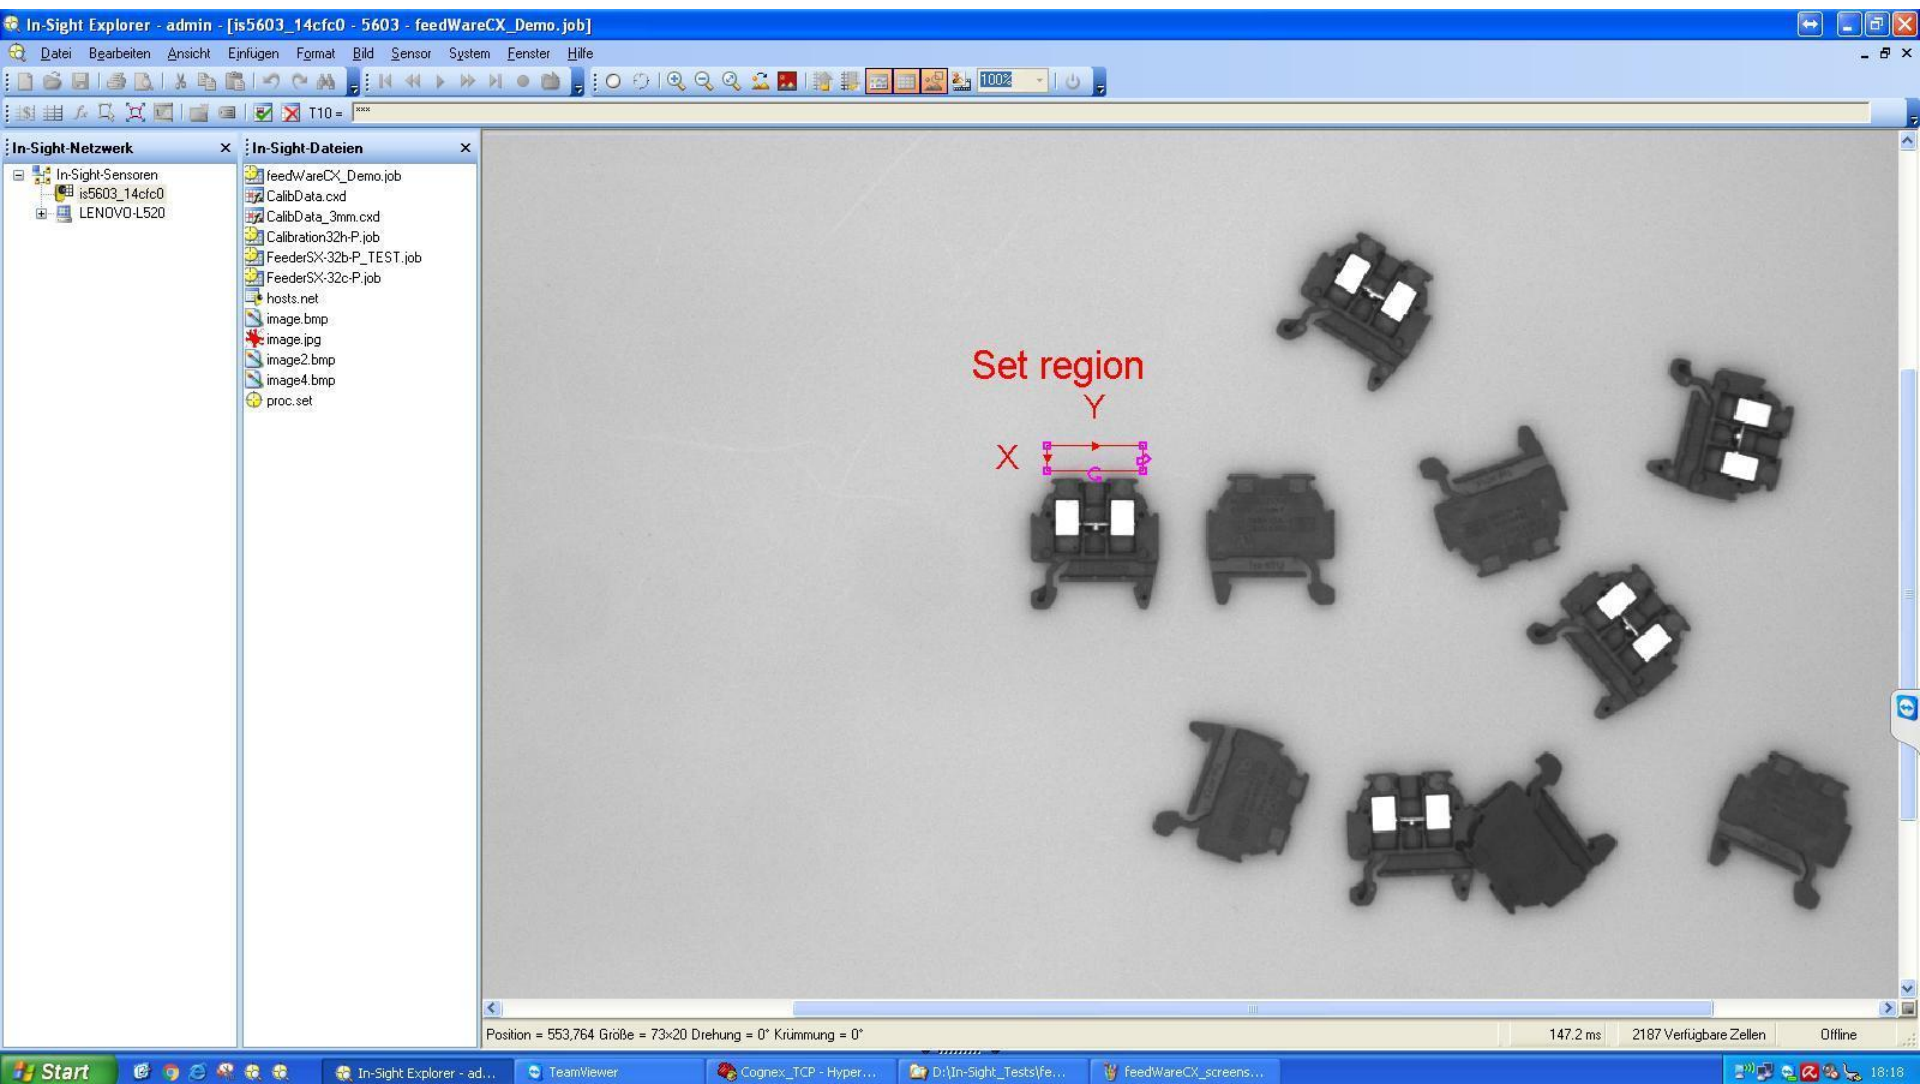 In-Sight Explorer - admin - [is5603_14cfc0 - 5603 - feedWareCX_Demo.job]
Datei Bearbeiten Ansicht Einfügen Format Bild Sensor System Fenster Hilfe
100%
T10 = ***
In-Sight-Netzwerk
In-Sight-Sensoren
is5603_14cfc0
LENOVO-L520
In-Sight-Dateien
feedWareCX_Demo.job
CalibData.cxd
CalibData_3mm.cxd
Calibration32h-P.job
FeederSX-32b-P_TEST.job
FeederSX-32c-P.job
hosts.net
image.bmp
image.jpg
image2.bmp
image4.bmp
proc.set
Set region
Y
X
Position = 553,764 Größe = 73×20 Drehung = 0° Krümmung = 0°
147.2 ms 2187 Verfügbare Zellen Offline
Start In-Sight Explorer - ad... TeamViewer Cognex_TCP - Hyper... D:\In-Sight_Tests\fe... feedWareCX_screens... 18:18